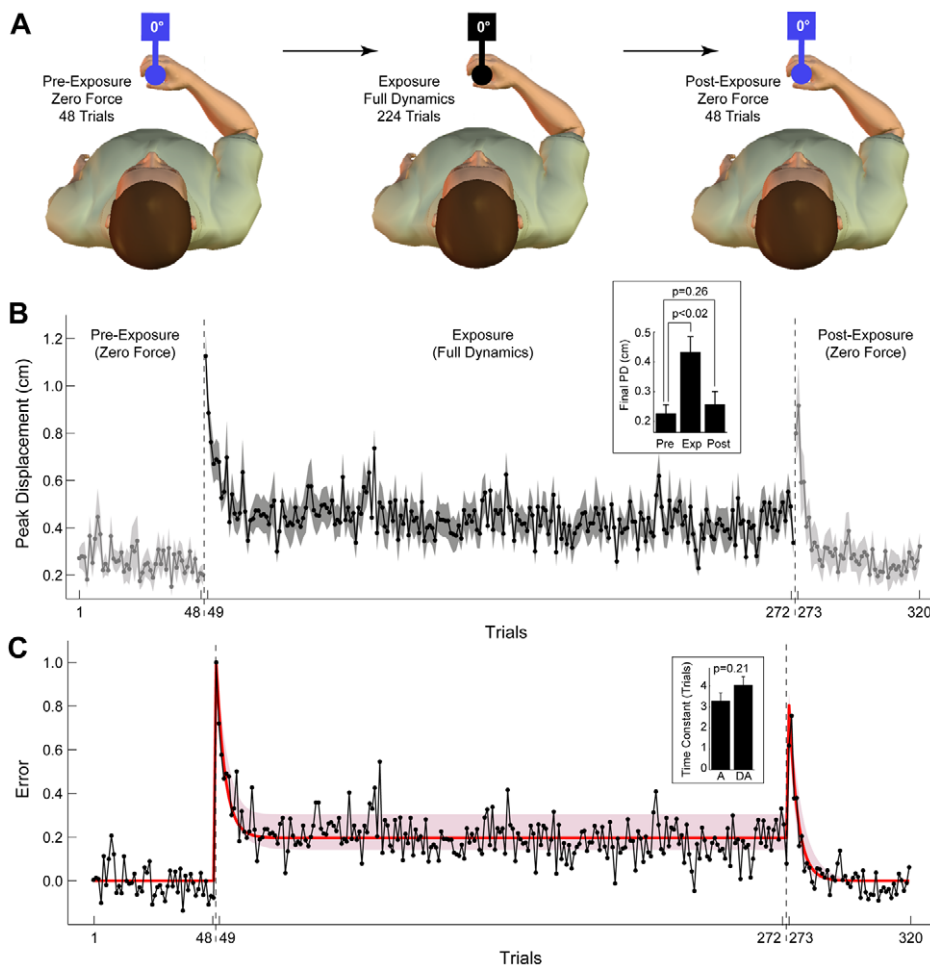 A
0°
0°
0°
Pre-Exposure
Zero Force
48 Trials
Exposure
Full Dynamics
224 Trials
Post-Exposure
Zero Force
48 Trials
B
Peak Displacement (cm)
1.2
1.0
0.8
0.6
0.4
0.2
Pre-Exposure
(Zero Force)
Exposure
(Full Dynamics)
Post-Exposure
(Zero Force)
p=0.26
p<0.02
Final PD (cm)
0.5
0.4
0.3
0.2
Pre Exp Post
1
48
49
272
273
320
Trials
C
Error
1.0
0.8
0.6
0.4
0.2
0.0
p=0.21
Time Constant (Trials)
4
3
2
1
0
A DA
1
48
49
272
273
320
Trials